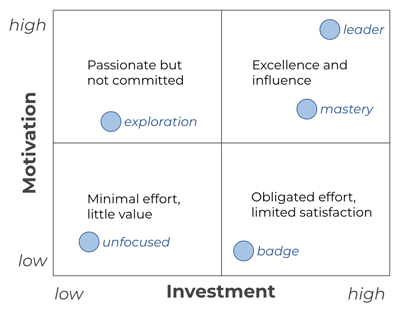 high
leader
Passionate but
not committed
Excellence and
influence
exploration
mastery
Motivation
Minimal effort,
little value
Obligated effort,
limited satisfaction
unfocused
badge
low
low
Investment
high